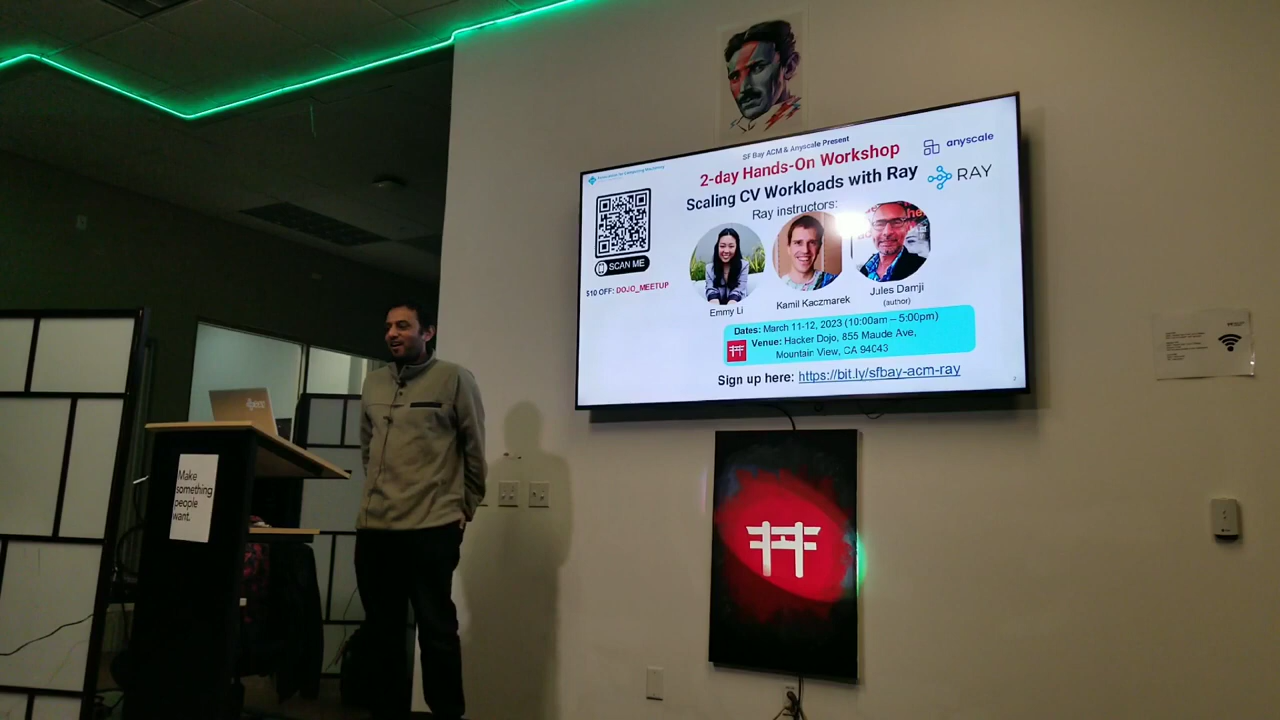 SF Bay ACM & Anyscale Present
2-day Hands-On Workshop
Scaling CV Workloads with Ray
anyscale
RAY
Ray instructors:
SCAN ME
$10 OFF: DOJO_MEETUP
Emmy Li
Kamil Kaczmarek
Jules Damji
(author)
Dates: March 11-12, 2023 (10:00am – 5:00pm)
Venue: Hacker Dojo, 855 Maude Ave,
Mountain View, CA 94043
Sign up here: https://bit.ly/sfbay-acm-ray
2
Make
something
people
want.